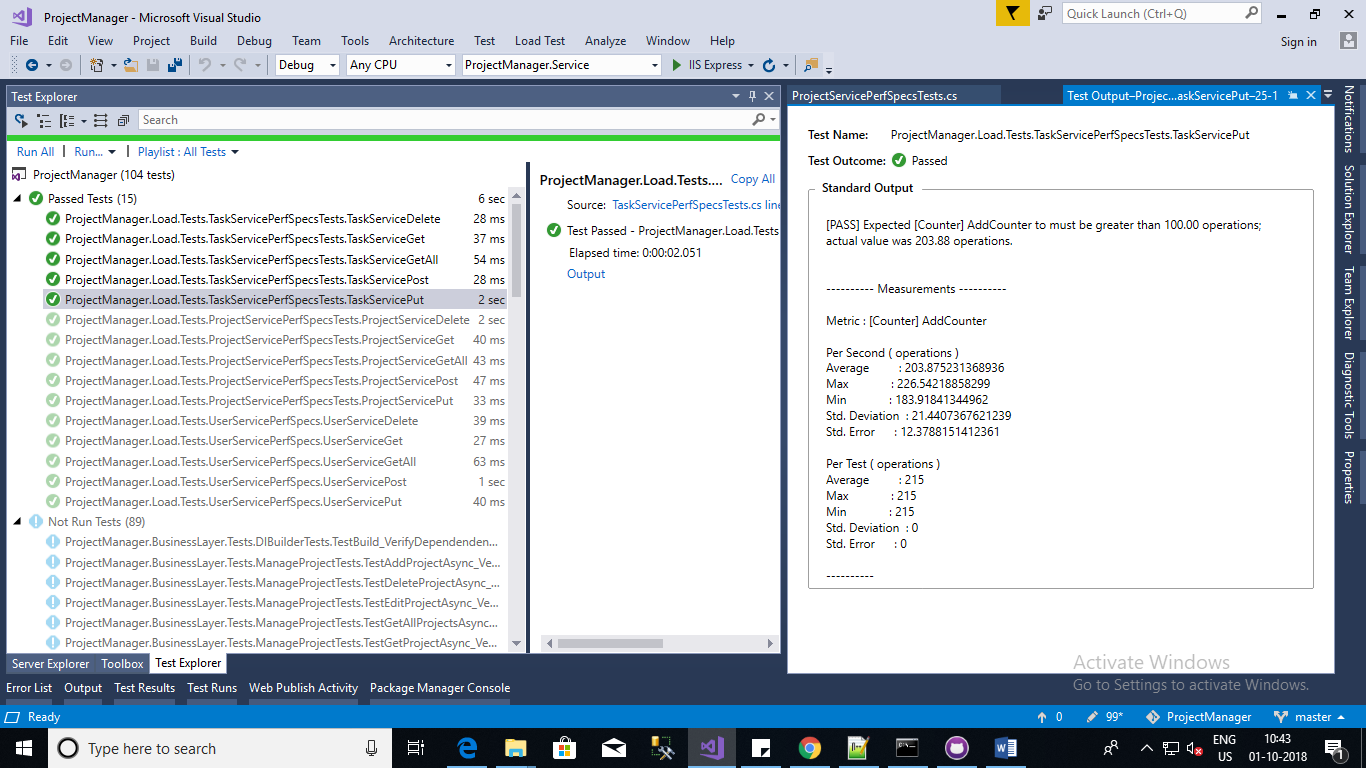 ProjectManager - Microsoft Visual Studio
Quick Launch (Ctrl+Q)
File Edit View Project Build Debug Team Tools Architecture Test Load Test Analyze Window Help
Sign in
Debug Any CPU ProjectManager.Service IIS Express
Test Explorer
Search
Run All | Run... | Playlist : All Tests
ProjectManager (104 tests)
Passed Tests (15) 6 sec
ProjectManager.Load.Tests.TaskServicePerfSpecsTests.TaskServiceDelete 28 ms
ProjectManager.Load.Tests.TaskServicePerfSpecsTests.TaskServiceGet 37 ms
ProjectManager.Load.Tests.TaskServicePerfSpecsTests.TaskServiceGetAll 54 ms
ProjectManager.Load.Tests.TaskServicePerfSpecsTests.TaskServicePost 28 ms
ProjectManager.Load.Tests.TaskServicePerfSpecsTests.TaskServicePut 2 sec
ProjectManager.Load.Tests.ProjectServicePerfSpecsTests.ProjectServiceDelete 2 sec
ProjectManager.Load.Tests.ProjectServicePerfSpecsTests.ProjectServiceGet 40 ms
ProjectManager.Load.Tests.ProjectServicePerfSpecsTests.ProjectServiceGetAll 43 ms
ProjectManager.Load.Tests.ProjectServicePerfSpecsTests.ProjectServicePost 47 ms
ProjectManager.Load.Tests.ProjectServicePerfSpecsTests.ProjectServicePut 33 ms
ProjectManager.Load.Tests.UserServicePerfSpecs.UserServiceDelete 39 ms
ProjectManager.Load.Tests.UserServicePerfSpecs.UserServiceGet 27 ms
ProjectManager.Load.Tests.UserServicePerfSpecs.UserServiceGetAll 63 ms
ProjectManager.Load.Tests.UserServicePerfSpecs.UserServicePost 1 sec
ProjectManager.Load.Tests.UserServicePerfSpecs.UserServicePut 40 ms
Not Run Tests (89)
ProjectManager.BusinessLayer.Tests.DIBuilderTests.TestBuild_VerifyDependenden...
ProjectManager.BusinessLayer.Tests.ManageProjectTests.TestAddProjectAsync_Ve...
ProjectManager.BusinessLayer.Tests.ManageProjectTests.TestDeleteProjectAsync_...
ProjectManager.BusinessLayer.Tests.ManageProjectTests.TestEditProjectAsync_Ve...
ProjectManager.BusinessLayer.Tests.ManageProjectTests.TestGetAllProjectsAsync...
ProjectManager.BusinessLayer.Tests.ManageProjectTests.TestGetProjectAsync_Ve...
ProjectManager.Load.Tests.... Copy All
Source: TaskServicePerfSpecsTests.cs line
Test Passed - ProjectManager.Load.Tests
Elapsed time: 0:00:02.051
Output
ProjectServicePerfSpecsTests.cs
Test Output–Projec...askServicePut–25-1
Test Name: ProjectManager.Load.Tests.TaskServicePerfSpecsTests.TaskServicePut
Test Outcome: Passed
Standard Output
[PASS] Expected [Counter] AddCounter to must be greater than 100.00 operations;
actual value was 203.88 operations.
---------- Measurements ----------
Metric : [Counter] AddCounter
Per Second ( operations )
Average : 203.875231368936
Max : 226.54218858299
Min : 183.91841344962
Std. Deviation : 21.4407367621239
Std. Error : 12.3788151412361
Per Test ( operations )
Average : 215
Max : 215
Min : 215
Std. Deviation : 0
Std. Error : 0
----------
Notifications
Solution Explorer
Team Explorer
Diagnostic Tools
Properties
Activate Windows
Go to Settings to activate Windows.
Server Explorer Toolbox Test Explorer
Error List Output Test Results Test Runs Web Publish Activity Package Manager Console
Ready 0 99* ProjectManager master
Type here to search
ENG
US
10:43
01-10-2018
1